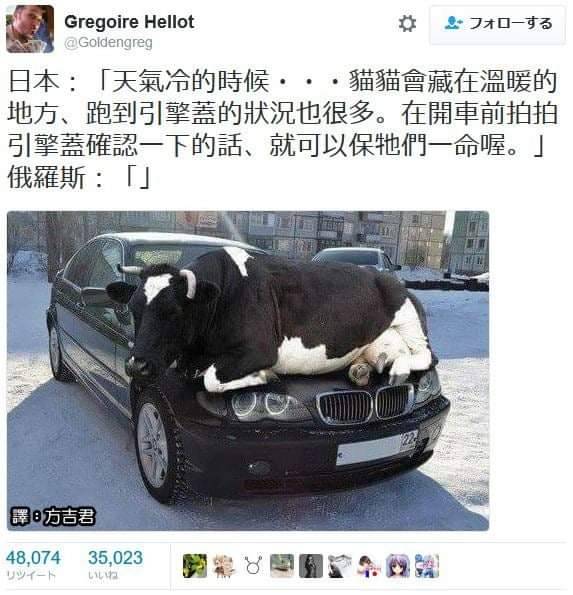 Gregoire Hellot
@Goldengreg
フォローする
日本：「天氣冷的時候・・・貓貓會藏在溫暖的
地方、跑到引擎蓋的狀況也很多。在開車前拍拍
引擎蓋確認一下的話、就可以保牠們一命喔。」
俄羅斯：「」
22
譯：方吉君
48,074 35,023
リツイート いいね